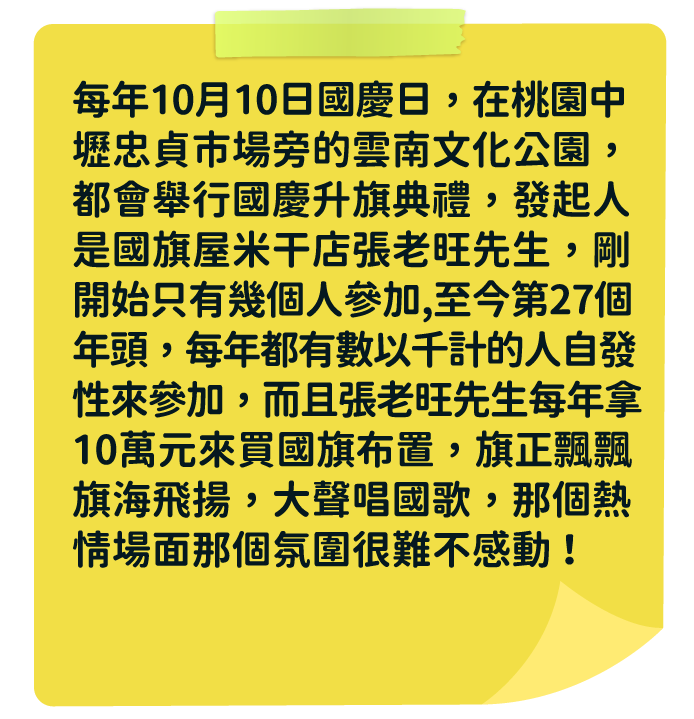 每年10月10日國慶日，在桃園中
壢忠貞市場旁的雲南文化公園，
都會舉行國慶升旗典禮，發起人
是國旗屋米干店張老旺先生，剛
開始只有幾個人參加,至今第27個
年頭，每年都有數以千計的人自發
性來參加，而且張老旺先生每年拿
10萬元來買國旗布置，旗正飄飄
旗海飛揚，大聲唱國歌，那個熱
情場面那個氛圍很難不感動！